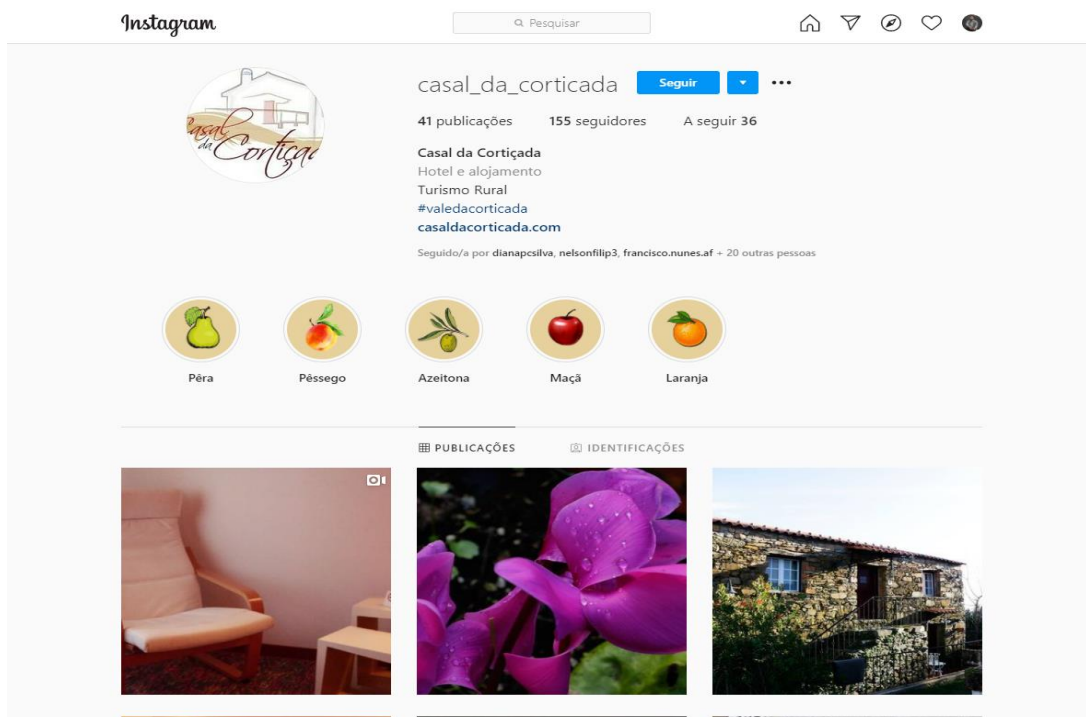 Instagram
Pesquisar
casal_da_corticada Seguir
41 publicações 155 seguidores A seguir 36
Casal
da Cortiça
Casal da Cortiçada
Hotel e alojamento
Turismo Rural
#valedacorticada
casaldacorticada.com
Seguido/a por dianapcsilva, nelsonfilip3, francisco.nunes.af + 20 outras pessoas
Pêra Pêssego Azeitona Maçã Laranja
PUBLICAÇÕES IDENTIFICAÇÕES